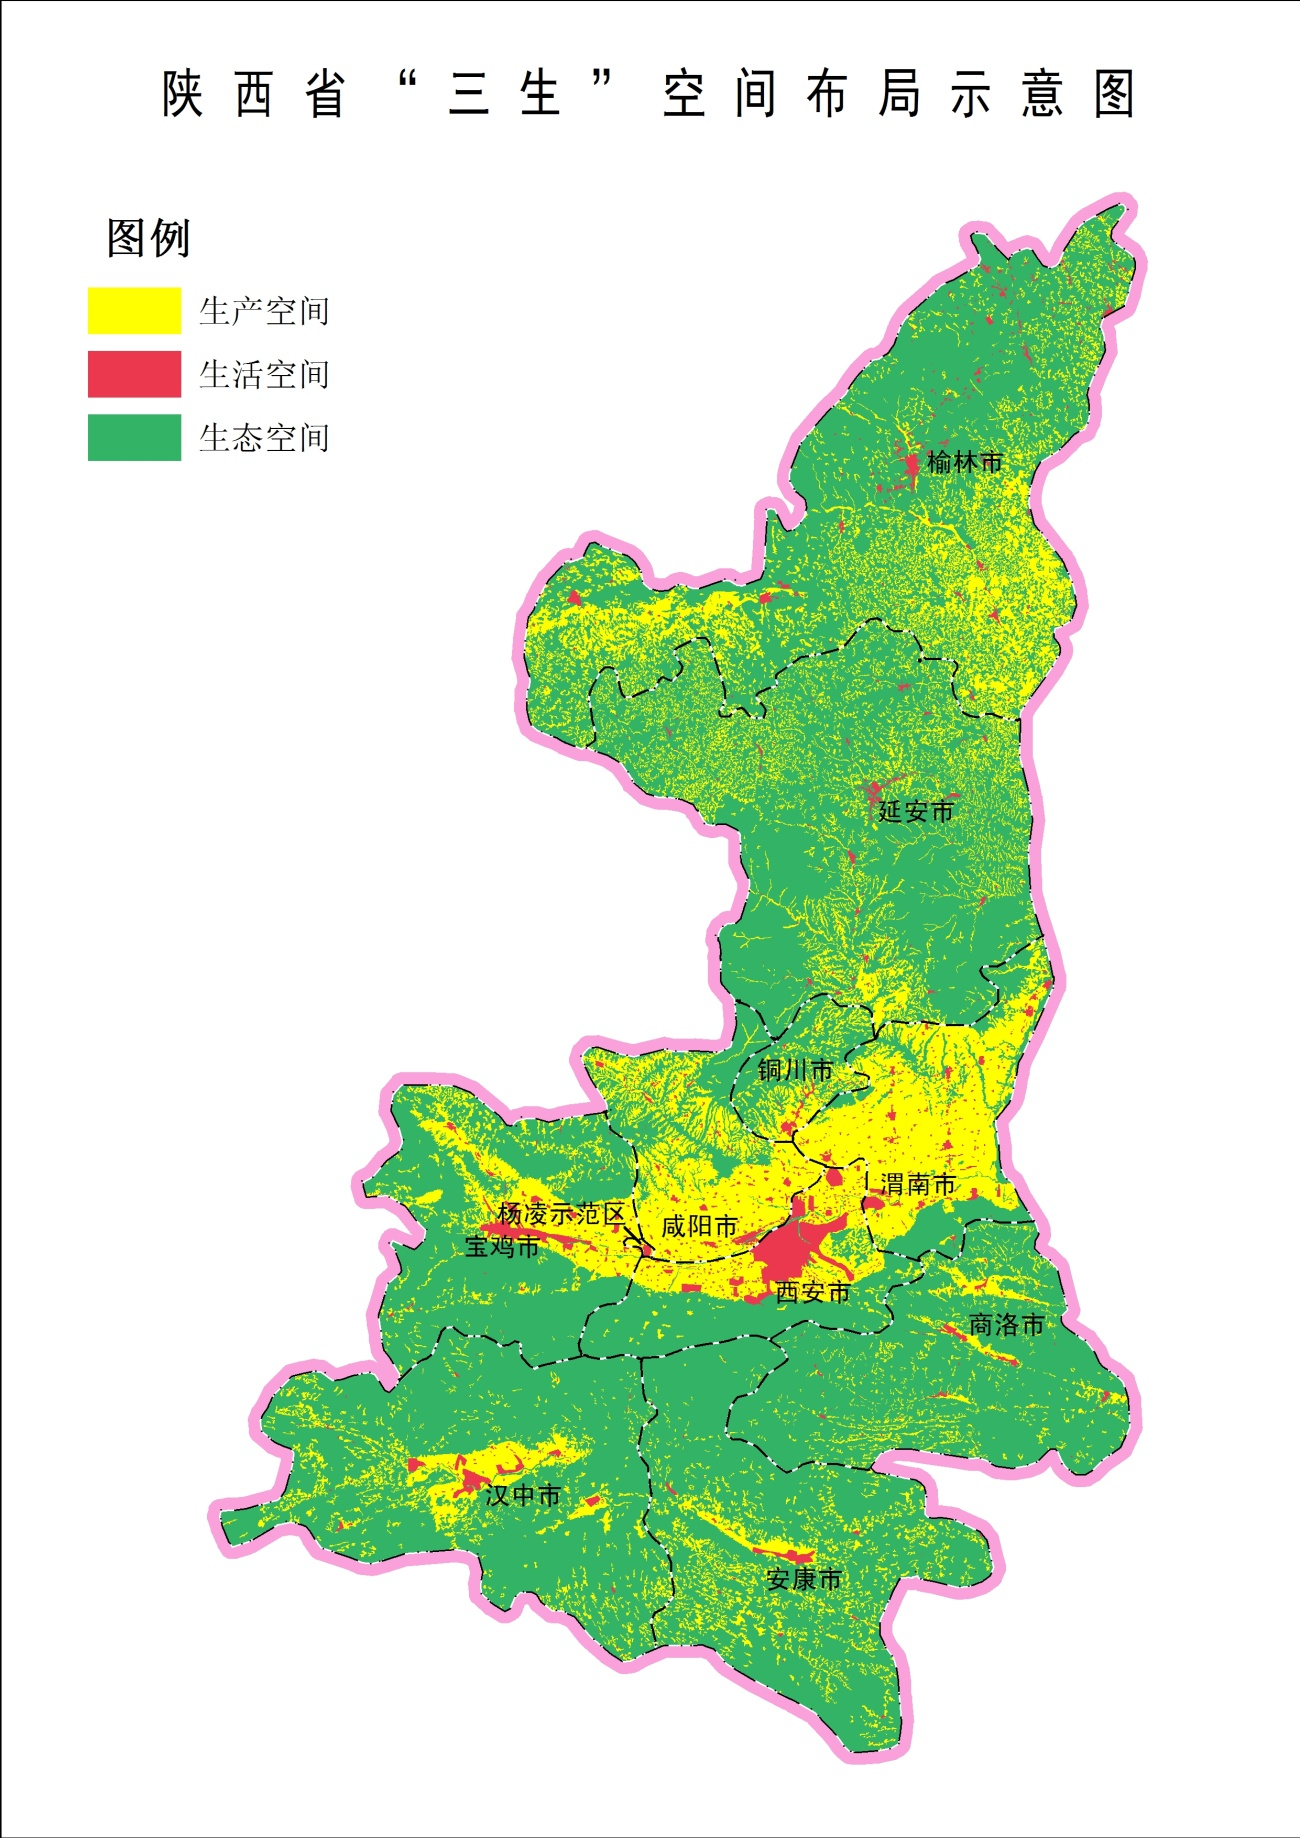 陕西省“三生”空间布局示意图
图例
生产空间
生活空间
生态空间
榆林市
延安市
铜川市
渭南市
杨凌示范区
咸阳市
宝鸡市
西安市
商洛市
汉中市
安康市